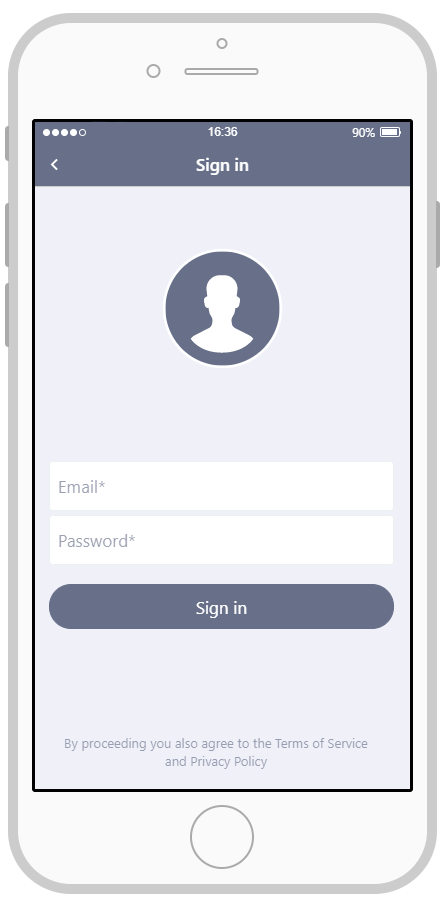 16:36
90%
Sign in
Email*
Password*
Sign in
By proceeding you also agree to the Terms of Service
and Privacy Policy